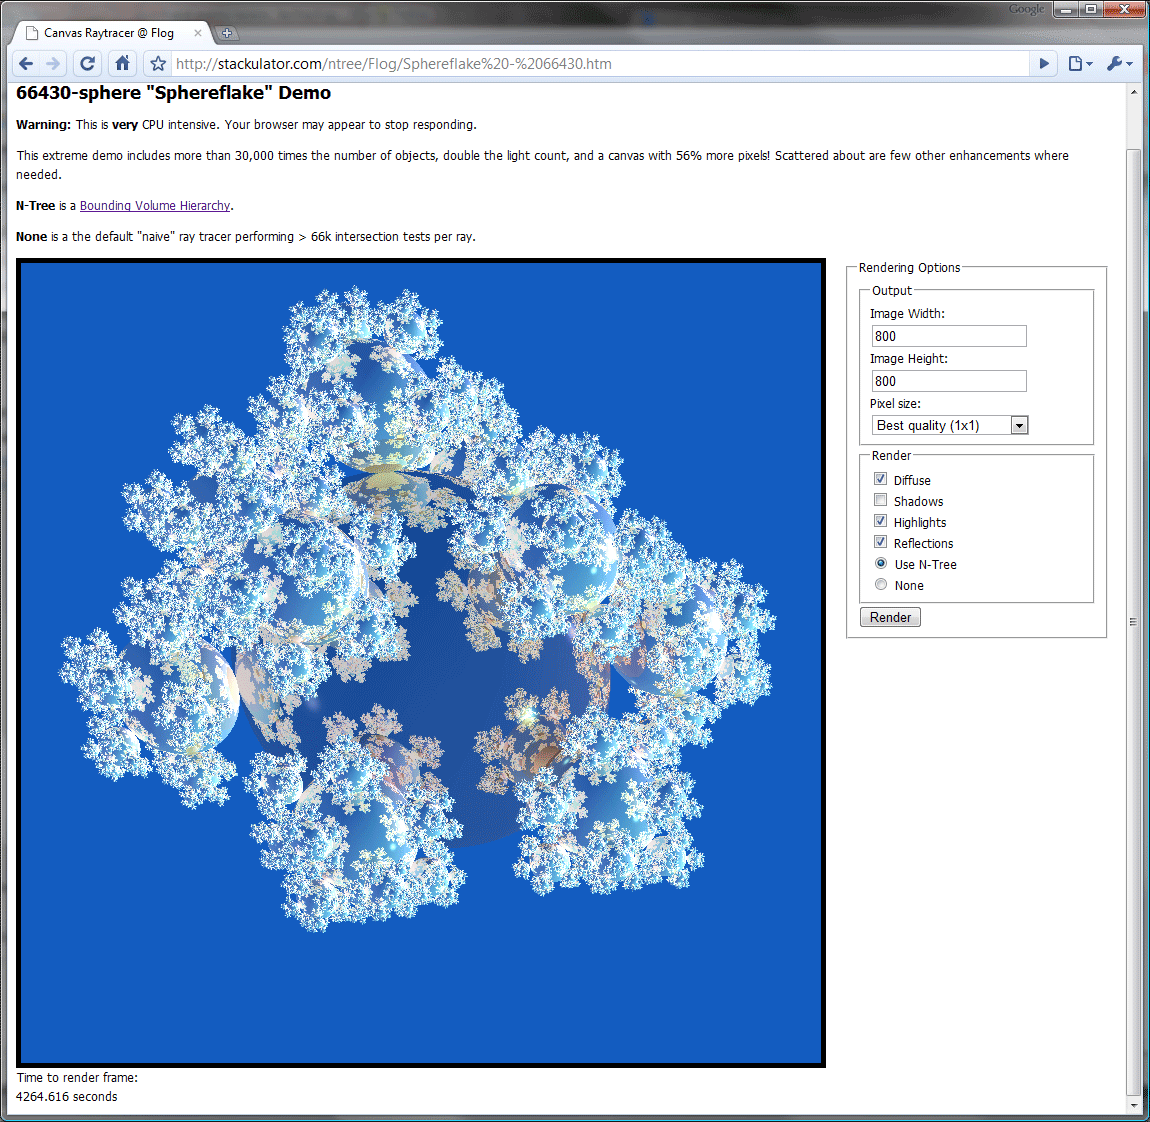 Google
Canvas Raytracer @ Flog
http://stackulator.com/ntree/Flog/Sphereflake%20-%2066430.htm
66430-sphere "Sphereflake" Demo
Warning: This is very CPU intensive. Your browser may appear to stop responding.
This extreme demo includes more than 30,000 times the number of objects, double the light count, and a canvas with 56% more pixels! Scattered about are few other enhancements where
needed.
N-Tree is a Bounding Volume Hierarchy.
None is a the default "naive" ray tracer performing > 66k intersection tests per ray.
Rendering Options
Output
Image Width:
800
Image Height:
800
Pixel size:
Best quality (1x1)
Render
Diffuse
Shadows
Highlights
Reflections
Use N-Tree
None
Render
Time to render frame:
4264.616 seconds